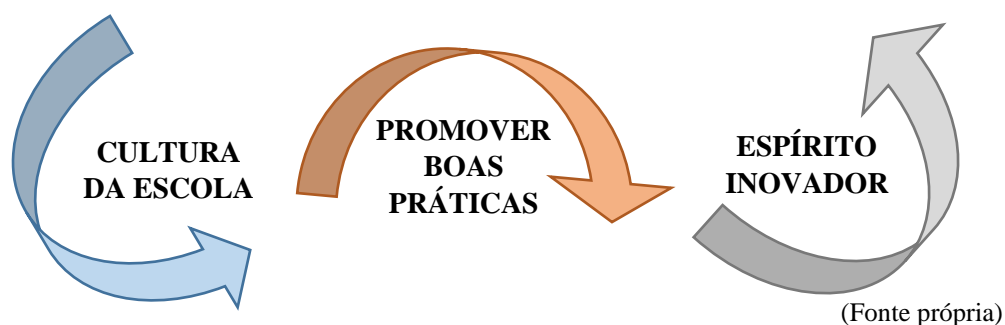 CULTURA
DA ESCOLA
PROMOVER
BOAS
PRÁTICAS
ESPÍRITO
INOVADOR
(Fonte própria)